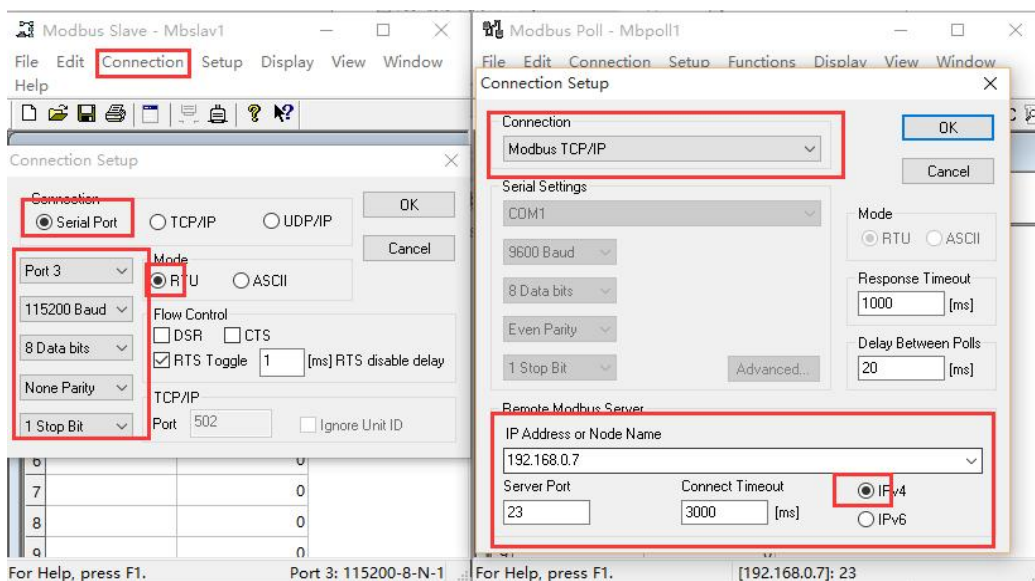 Modbus Slave - Mbslav1
File Edit Connection Setup Display View Window
Help
Connection Setup
Connection
Serial Port TCP/IP UDP/IP
OK
Cancel
Port 3
115200 Baud
8 Data bits
None Parity
1 Stop Bit
Mode
RTU ASCII
Flow Control
DSR CTS
RTS Toggle 1 [ms] RTS disable delay
TCP/IP
Port 502 Ignore Unit ID
6 0
7 0
8 0
9 0
For Help, press F1. Port 3: 115200-8-N-1
Modbus Poll - Mbpoll1
File Edit Connection Setup Functions Display View Window
Connection Setup
Connection
Modbus TCP/IP
OK
Cancel
Serial Settings
COM1
9600 Baud
8 Data bits
Even Parity
1 Stop Bit Advanced...
Mode
RTU ASCII
Response Timeout
1000 [ms]
Delay Between Polls
20 [ms]
Remote Modbus Server
IP Address or Node Name
192.168.0.7
Server Port Connect Timeout
23 3000 [ms]
IPv4
IPv6
For Help, press F1. [192.168.0.7]: 23